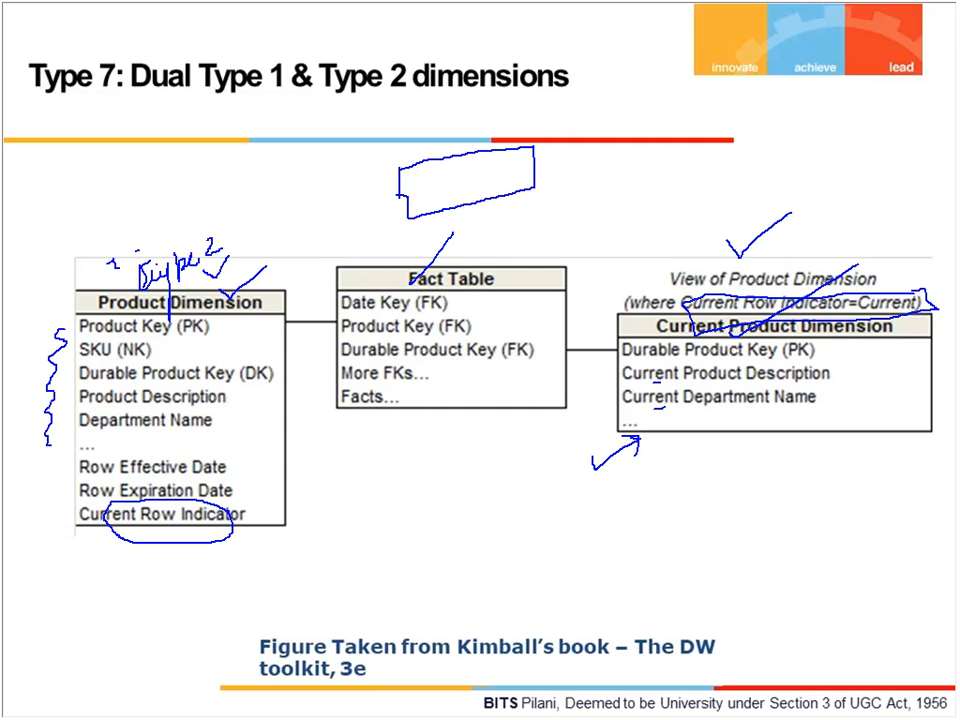 Type 7: Dual Type 1 & Type 2 dimensions
innovate achieve lead
Type 2
Product Dimension
Product Key (PK)
SKU (NK)
Durable Product Key (DK)
Product Description
Department Name
...
Row Effective Date
Row Expiration Date
Current Row Indicator
Fact Table
Date Key (FK)
Product Key (FK)
Durable Product Key (FK)
More FKs...
Facts...
View of Product Dimension
(where Current Row Indicator=Current)
Current Product Dimension
Durable Product Key (PK)
Current Product Description
Current Department Name
...
Figure Taken from Kimball's book – The DW
toolkit, 3e
BITS Pilani, Deemed to be University under Section 3 of UGC Act, 1956